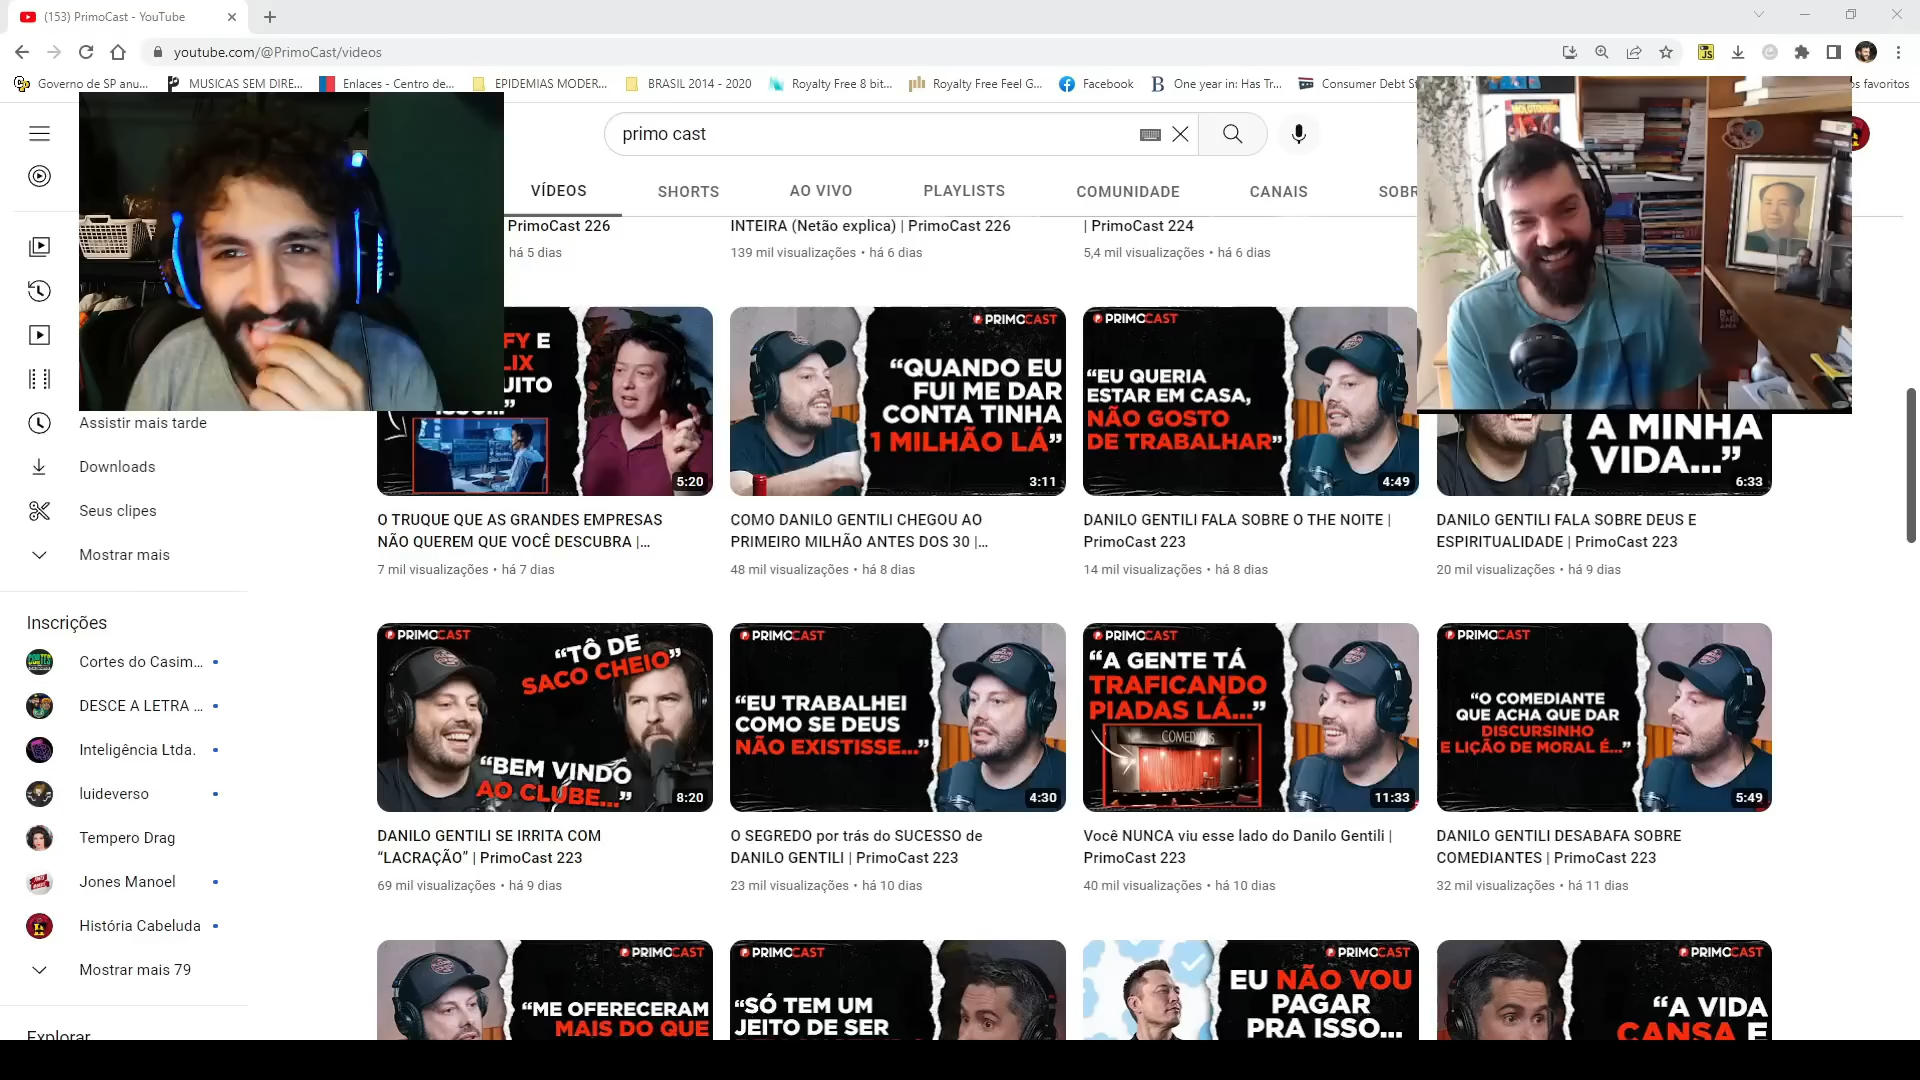 (153) PrimoCast - YouTube
youtube.com/@PrimoCast/videos
Governo de SP anu...
MUSICAS SEM DIRE...
Enlaces - Centro de...
EPIDEMIAS MODER...
BRASIL 2014 - 2020
Royalty Free 8 bit...
Royalty Free Feel G...
Facebook
One year in: Has Tr...
Consumer Debt St
os favoritos
primo cast
VÍDEOS
SHORTS
AO VIVO
PLAYLISTS
COMUNIDADE
CANAIS
SOBR
PrimoCast 226
há 5 dias
INTEIRA (Netão explica) | PrimoCast 226
139 mil visualizações • há 6 dias
| PrimoCast 224
5,4 mil visualizações • há 6 dias
FY E
LIX
UITO
5:20
PRIMOCAST
“QUANDO EU
FUI ME DAR
CONTA TINHA
1 MILHÃO LÁ”
3:11
PRIMOCAST
“EU QUERIA
ESTAR EM CASA,
NÃO GOSTO
DE TRABALHAR”
4:49
A MINHA
VIDA...”
6:33
O TRUQUE QUE AS GRANDES EMPRESAS
NÃO QUEREM QUE VOCÊ DESCUBRA |...
7 mil visualizações • há 7 dias
COMO DANILO GENTILI CHEGOU AO
PRIMEIRO MILHÃO ANTES DOS 30 |...
48 mil visualizações • há 8 dias
DANILO GENTILI FALA SOBRE O THE NOITE |
PrimoCast 223
14 mil visualizações • há 8 dias
DANILO GENTILI FALA SOBRE DEUS E
ESPIRITUALIDADE | PrimoCast 223
20 mil visualizações • há 9 dias
Assistir mais tarde
Downloads
Seus clipes
Mostrar mais
Inscrições
Cortes do Casim...
DESCE A LETRA ...
Inteligência Ltda.
luideverso
Tempero Drag
Jones Manoel
História Cabeluda
Mostrar mais 79
Explorar
PRIMOCAST
“TÔ DE
SACO CHEIO”
“BEM VINDO
AO CLUBE...”
8:20
PRIMOCAST
“EU TRABALHEI
COMO SE DEUS
NÃO EXISTISSE...”
4:30
PRIMOCAST
“A GENTE TÁ
TRAFICANDO
PIADAS LÁ...”
COMEDIANS
11:33
PRIMOCAST
“O COMEDIANTE
QUE ACHA QUE DAR
DISCURSINHO
E LIÇÃO DE MORAL É...”
5:49
DANILO GENTILI SE IRRITA COM
“LACRAÇÃO” | PrimoCast 223
69 mil visualizações • há 9 dias
O SEGREDO por trás do SUCESSO de
DANILO GENTILI | PrimoCast 223
23 mil visualizações • há 10 dias
Você NUNCA viu esse lado do Danilo Gentili |
PrimoCast 223
40 mil visualizações • há 10 dias
DANILO GENTILI DESABAFA SOBRE
COMEDIANTES | PrimoCast 223
32 mil visualizações • há 11 dias
PRIMOCAST
“ME OFERECERAM
MAIS DO QUE
PRIMOCAST
“SÓ TEM UM
JEITO DE SER
PRIMOCAST
EU NÃO VOU
PAGAR
PRA ISSO...
PRIMOCAST
“A VIDA
CANSA E